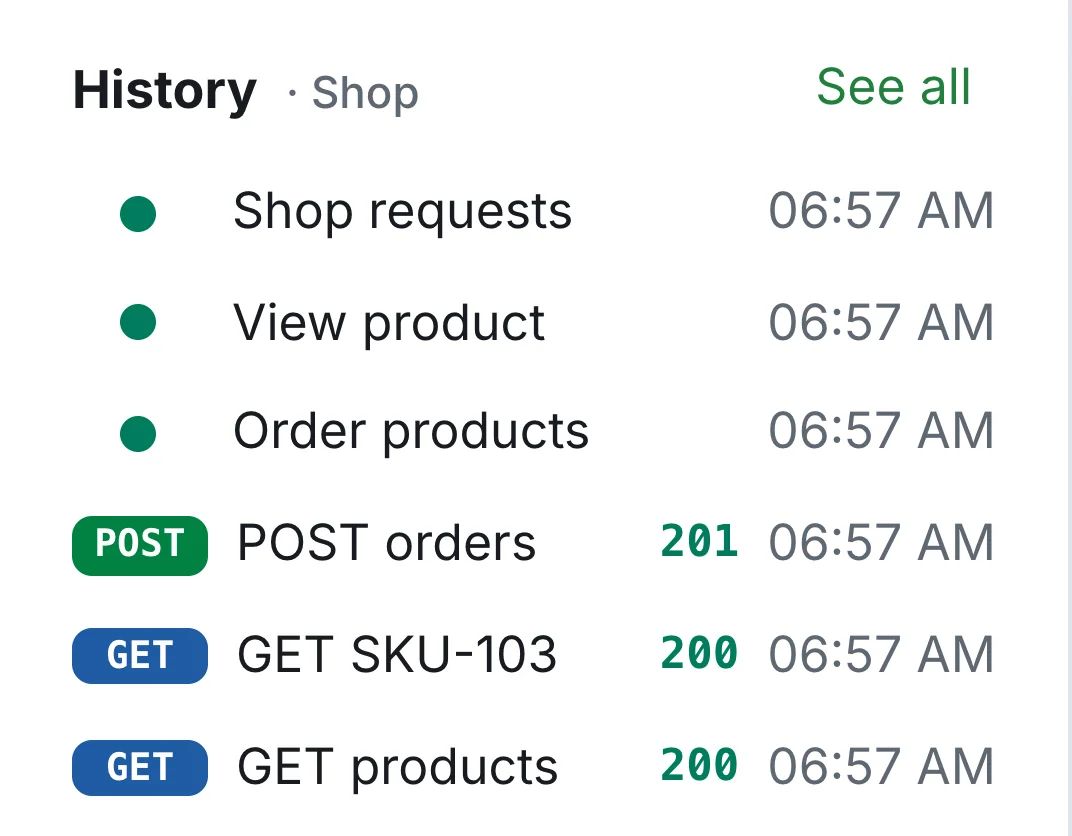 History · Shop See all
Shop requests 06:57 AM
View product 06:57 AM
Order products 06:57 AM
POST POST orders 201 06:57 AM
GET GET SKU-103 200 06:57 AM
GET GET products 200 06:57 AM